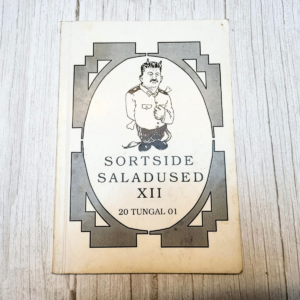 SORTSIDE
SALADUSED
XII
20 TUNGAL 01